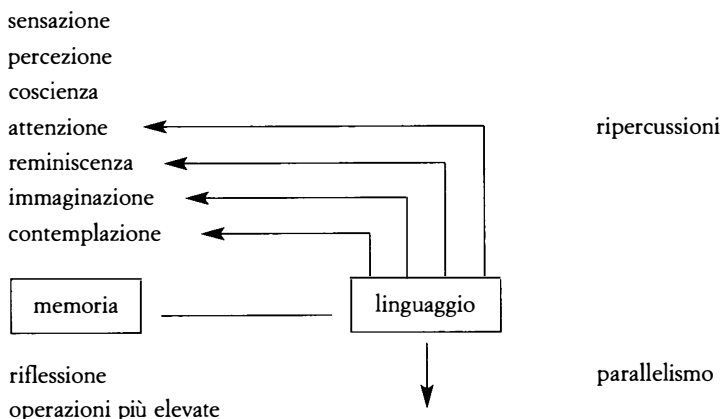 sensazione
percezione
coscienza
attenzione ripercussioni
reminiscenza
immaginazione
contemplazione
memoria linguaggio
riflessione parallelismo
operazioni più elevate